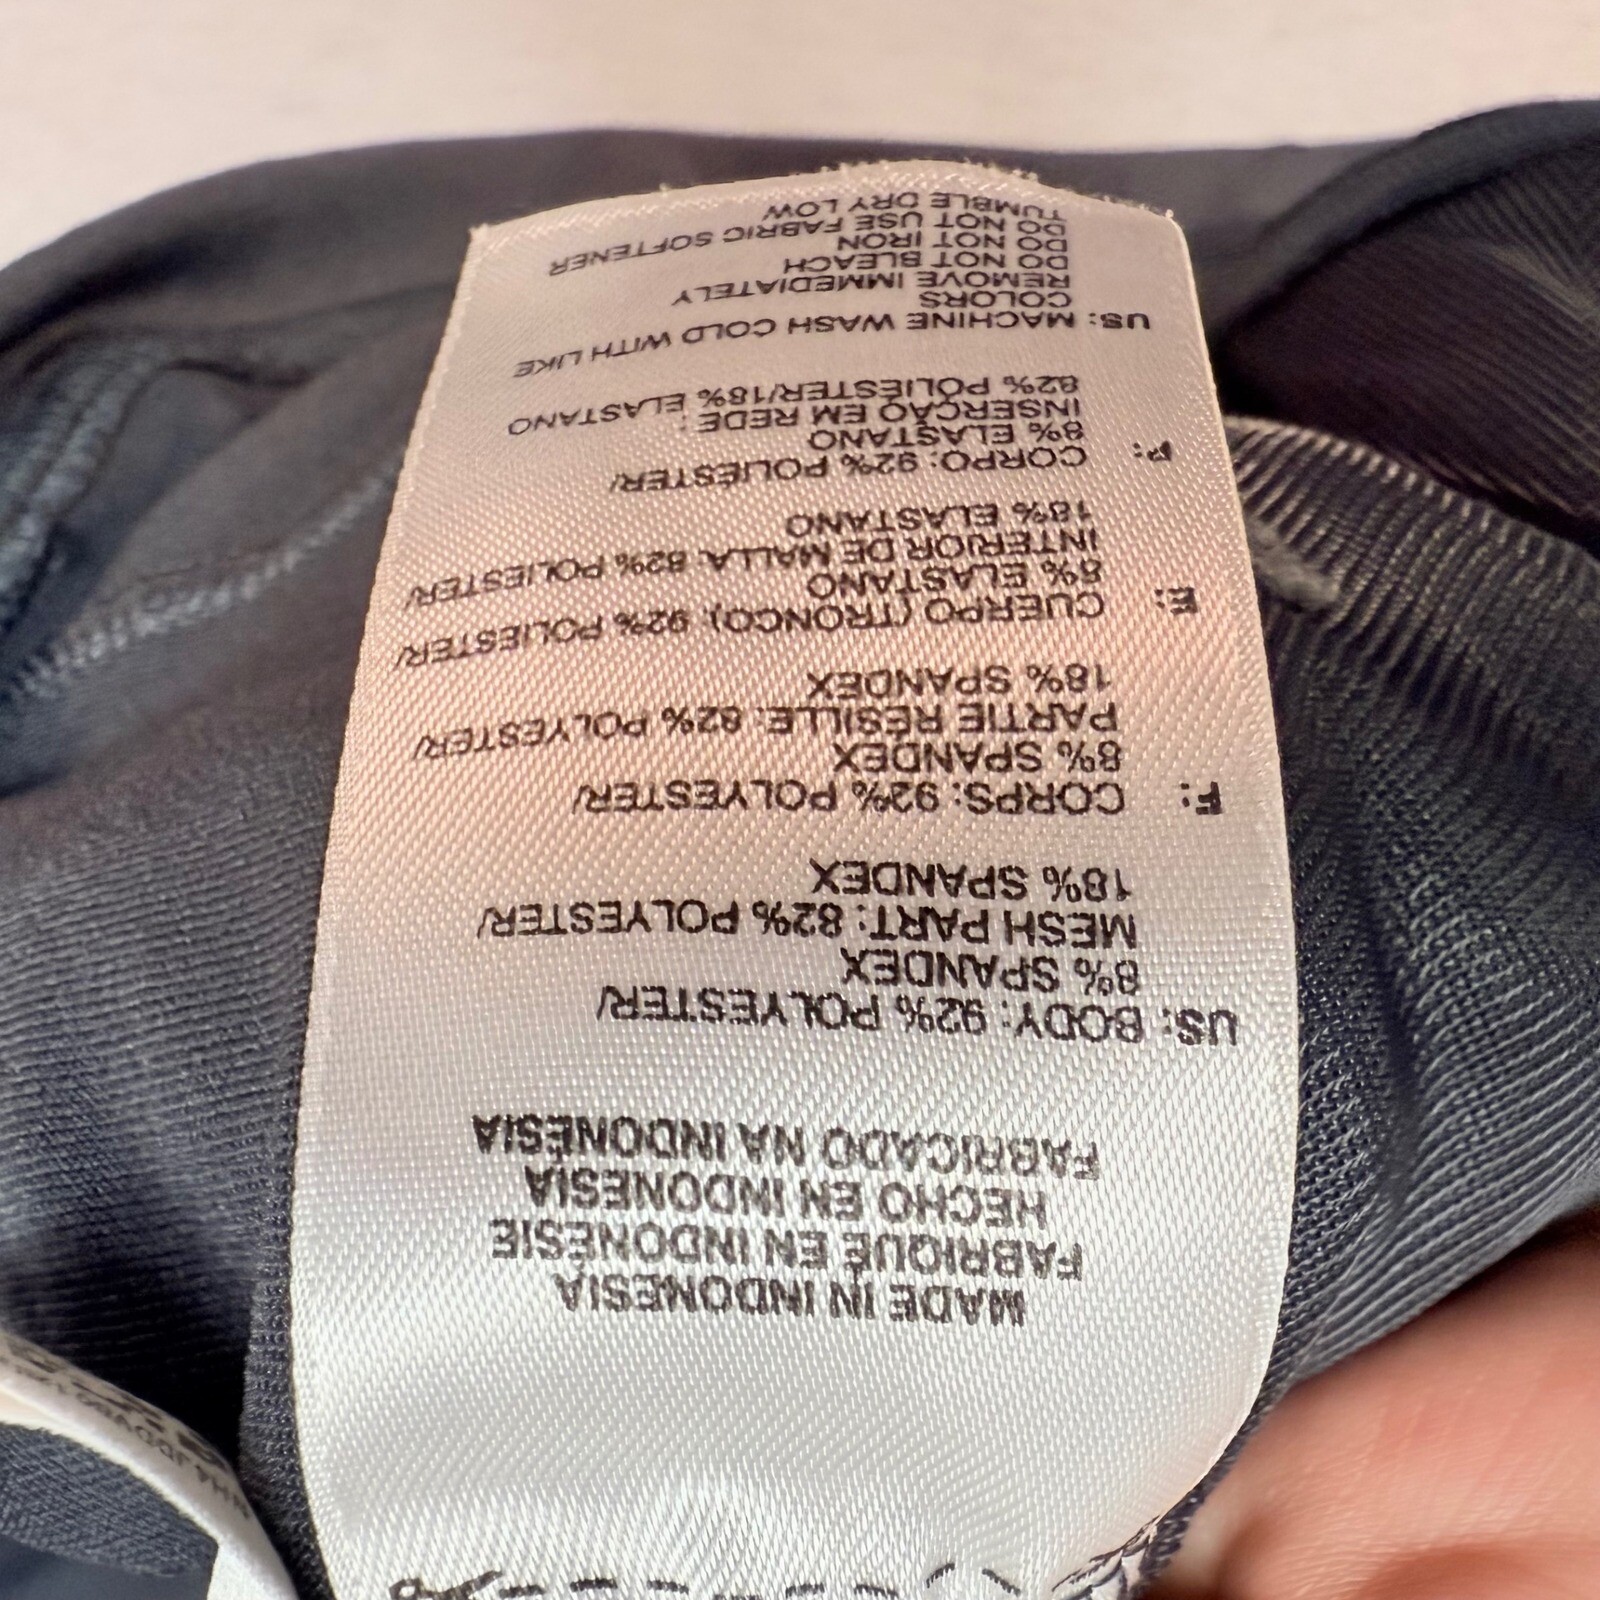 MADE IN INDONESIA
FABRIQUÉ EN INDONÉSIE
HECHO EN INDONESIA
FABRICADO NA INDONÉSIA
US: BODY: 92% POLYESTER/
8% SPANDEX
MESH PART: 82% POLYESTER/
18% SPANDEX
F: CORPS: 92% POLYESTER/
8% SPANDEX
PARTIE RÉSILLE: 82% POLYESTER/
18% SPANDEX
E: CUERPO (TRONCO): 92% POLIÉSTER/
8% ELASTANO
INTERIOR DE MALLA: 82% POLIÉSTER/
18% ELASTANO
P: CORPO: 92% POLIÉSTER/
8% ELASTANO
INSERCAO EM REDE :
82% POLIÉSTER/18% ELASTANO
US: MACHINE WASH COLD WITH LIKE
COLORS
REMOVE IMMEDIATELY
DO NOT BLEACH
DO NOT IRON
DO NOT USE FABRIC SOFTENER
TUMBLE DRY LOW